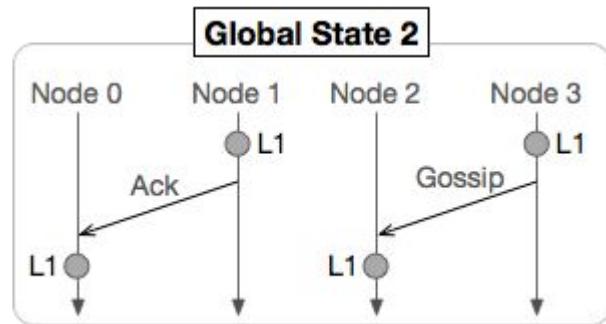 Global State 2
Node 0 Node 1 Node 2 Node 3
L1 L1
Ack Gossip
L1 L1